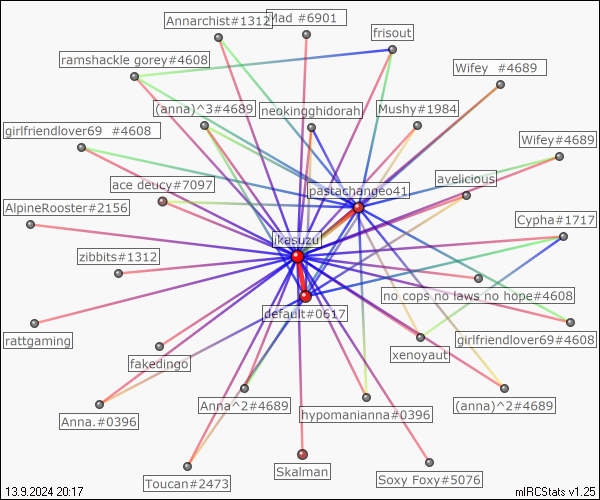 Annarchist#1312
Mad #6901
frisout
ramshackle gorey#4608
Wifey #4689
(anna)^3#4689
neokingghidorah
Mushy#1984
girlfriendlover69 #4608
Wifey#4689
ace deucy#7097
pastachange041
avelicious
AlpineRooster#2156
Cypha#1717
ikasuzu
zibbits#1312
no cops no laws no hope#4608
default#0617
rattgaming
girlfriendlover69#4608
fakedingo
xenoyaut
Anna.#0396
Anna^2#4689
hypomanianna#0396
(anna)^2#4689
Skalman
Toucan#2473
Soxy Foxy#5076
13.9.2024 20:17
mIRCStats v1.25